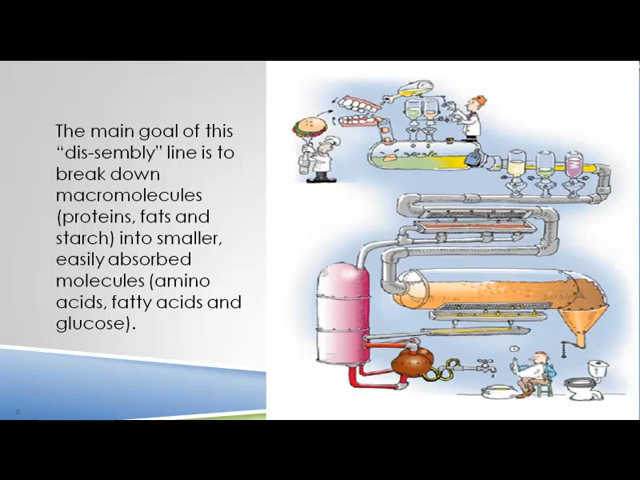 The main goal of this
“dis-sembly” line is to
break down
macromolecules
(proteins, fats and
starch) into smaller,
easily absorbed
molecules (amino
acids, fatty acids and
glucose).